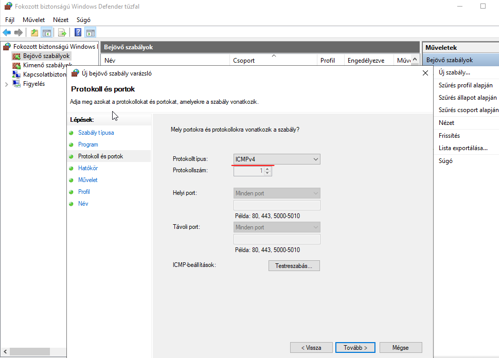 Fokozott biztonságú Windows Defender tűzfal
Fájl Művelet Nézet Súgó
Fokozott biztonságú Windows
Bejövő szabályok
Kimenő szabályok
Kapcsolatbizton
Figyelés
Bejövő szabályok
Név Csoport Profil Engedélyezve Műv
Műveletek
Bejövő szabályok
Új szabály...
Szűrés profil alapján
Szűrés állapot alapján
Szűrés csoport alapján
Nézet
Frissítés
Lista exportálása...
Súgó
Új bejövő szabály varázsló
Protokoll és portok
Adja meg azokat a protokollokat és portokat, amelyekre a szabály vonatkozik.
Lépések:
Szabály típusa
Program
Protokoll és portok
Hatókör
Művelet
Profil
Név
Mely portokra és protokollokra vonatkozik a szabály?
Protokolltípus: ICMPv4
Protokollszám: 1
Helyi port: Minden port
Példa: 80, 443, 5000-5010
Távoli port: Minden port
Példa: 80, 443, 5000-5010
ICMP-beállítások: Testreszabás...
< Vissza Tovább > Mégse